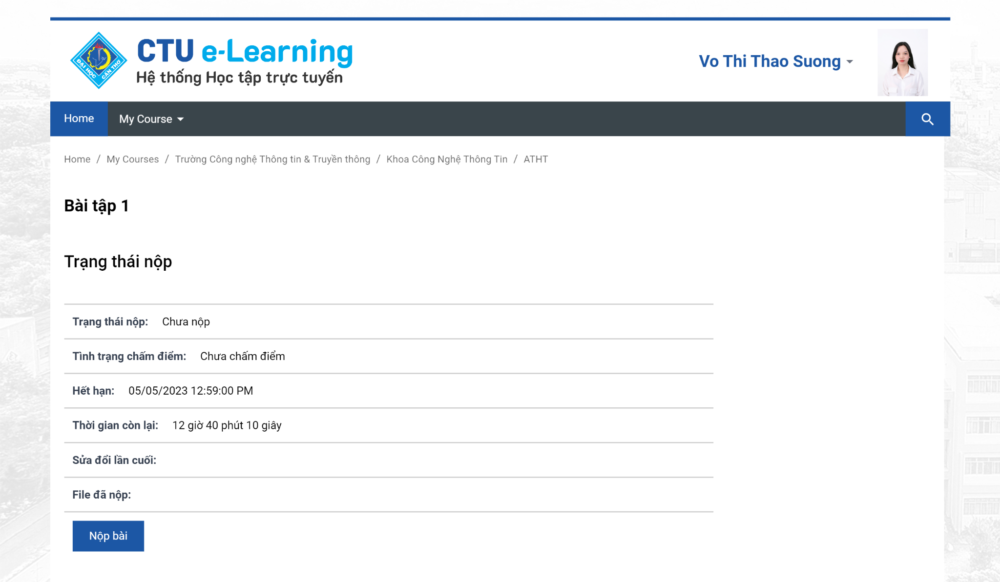 ĐẠI HỌC CẦN THƠ
CTU e-Learning
Hệ thống Học tập trực tuyến
Vo Thi Thao Suong
Home My Course
Home / My Courses / Trường Công nghệ Thông tin & Truyền thông / Khoa Công Nghệ Thông Tin / ATHT
Bài tập 1
Trạng thái nộp
Trạng thái nộp: Chưa nộp
Tình trạng chấm điểm: Chưa chấm điểm
Hết hạn: 05/05/2023 12:59:00 PM
Thời gian còn lại: 12 giờ 40 phút 10 giây
Sửa đổi lần cuối:
File đã nộp:
Nộp bài